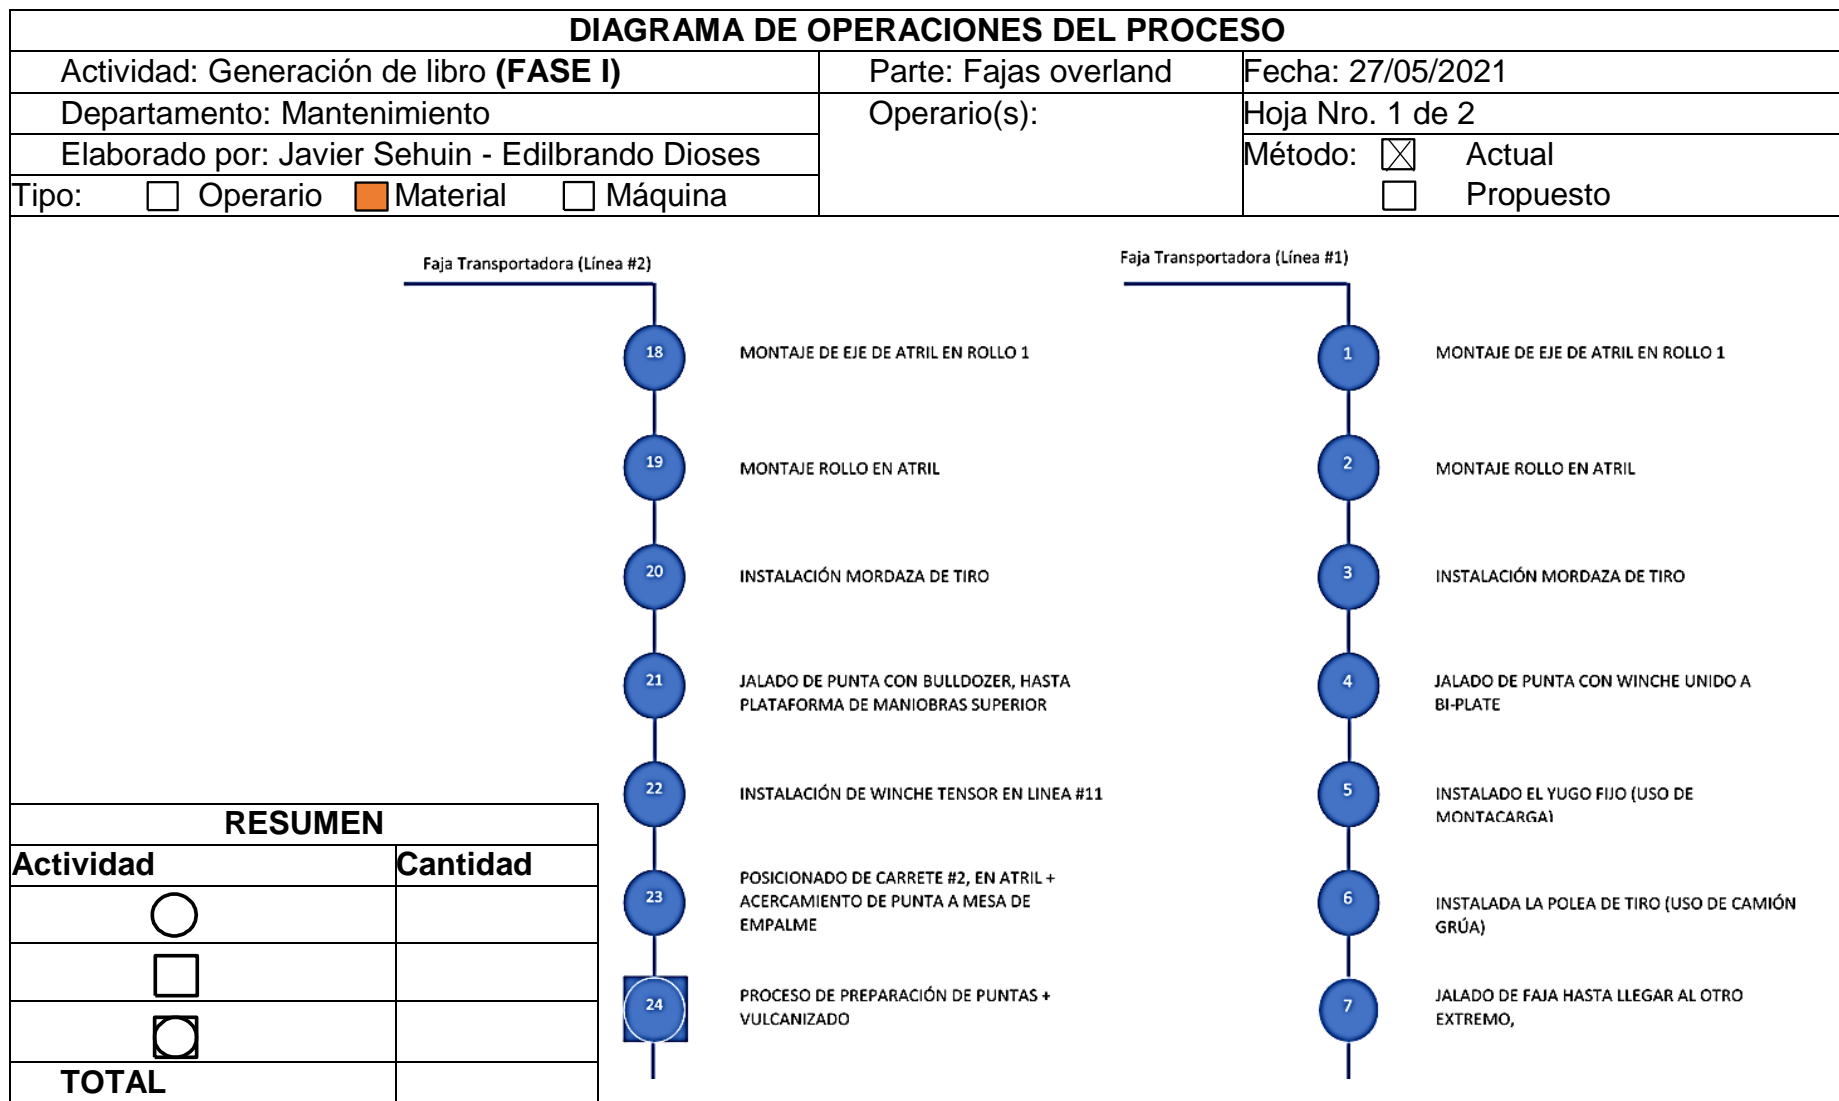 DIAGRAMA DE OPERACIONES DEL PROCESO
Actividad: Generación de libro (FASE I)
Parte: Fajas overland
Fecha: 27/05/2021
Departamento: Mantenimiento
Operario(s):
Hoja Nro. 1 de 2
Elaborado por: Javier Sehuin - Edilbrando Dioses
Método: Actual
Tipo: Operario Material Máquina
Propuesto
Faja Transportadora (Línea #2)
18
MONTAJE DE EJE DE ATRIL EN ROLLO 1
19
MONTAJE ROLLO EN ATRIL
20
INSTALACIÓN MORDAZA DE TIRO
21
JALADO DE PUNTA CON BULLDOZER, HASTA
PLATAFORMA DE MANIOBRAS SUPERIOR
22
INSTALACIÓN DE WINCHE TENSOR EN LINEA #11
23
POSICIONADO DE CARRETE #2, EN ATRIL +
ACERCAMIENTO DE PUNTA A MESA DE
EMPALME
24
PROCESO DE PREPARACIÓN DE PUNTAS +
VULCANIZADO
Faja Transportadora (Línea #1)
1
MONTAJE DE EJE DE ATRIL EN ROLLO 1
2
MONTAJE ROLLO EN ATRIL
3
INSTALACIÓN MORDAZA DE TIRO
4
JALADO DE PUNTA CON WINCHE UNIDO A
BI-PLATE
5
INSTALADO EL YUGO FIJO (USO DE
MONTACARGA)
6
INSTALADA LA POLEA DE TIRO (USO DE CAMIÓN
GRÚA)
7
JALADO DE FAJA HASTA LLEGAR AL OTRO
EXTREMO,
RESUMEN
Actividad Cantidad
TOTAL